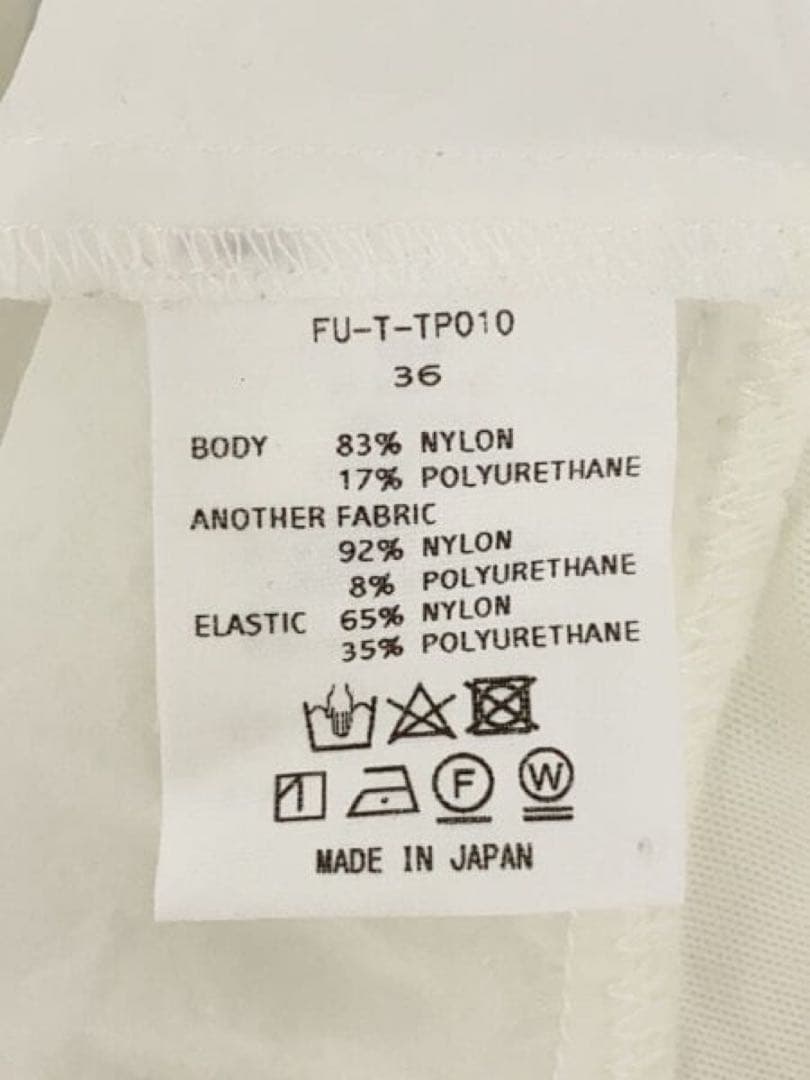 FU-T-TP010
36
BODY 83% NYLON
17% POLYURETHANE
ANOTHER FABRIC
92% NYLON
8% POLYURETHANE
ELASTIC 65% NYLON
35% POLYURETHANE
F W
MADE IN JAPAN